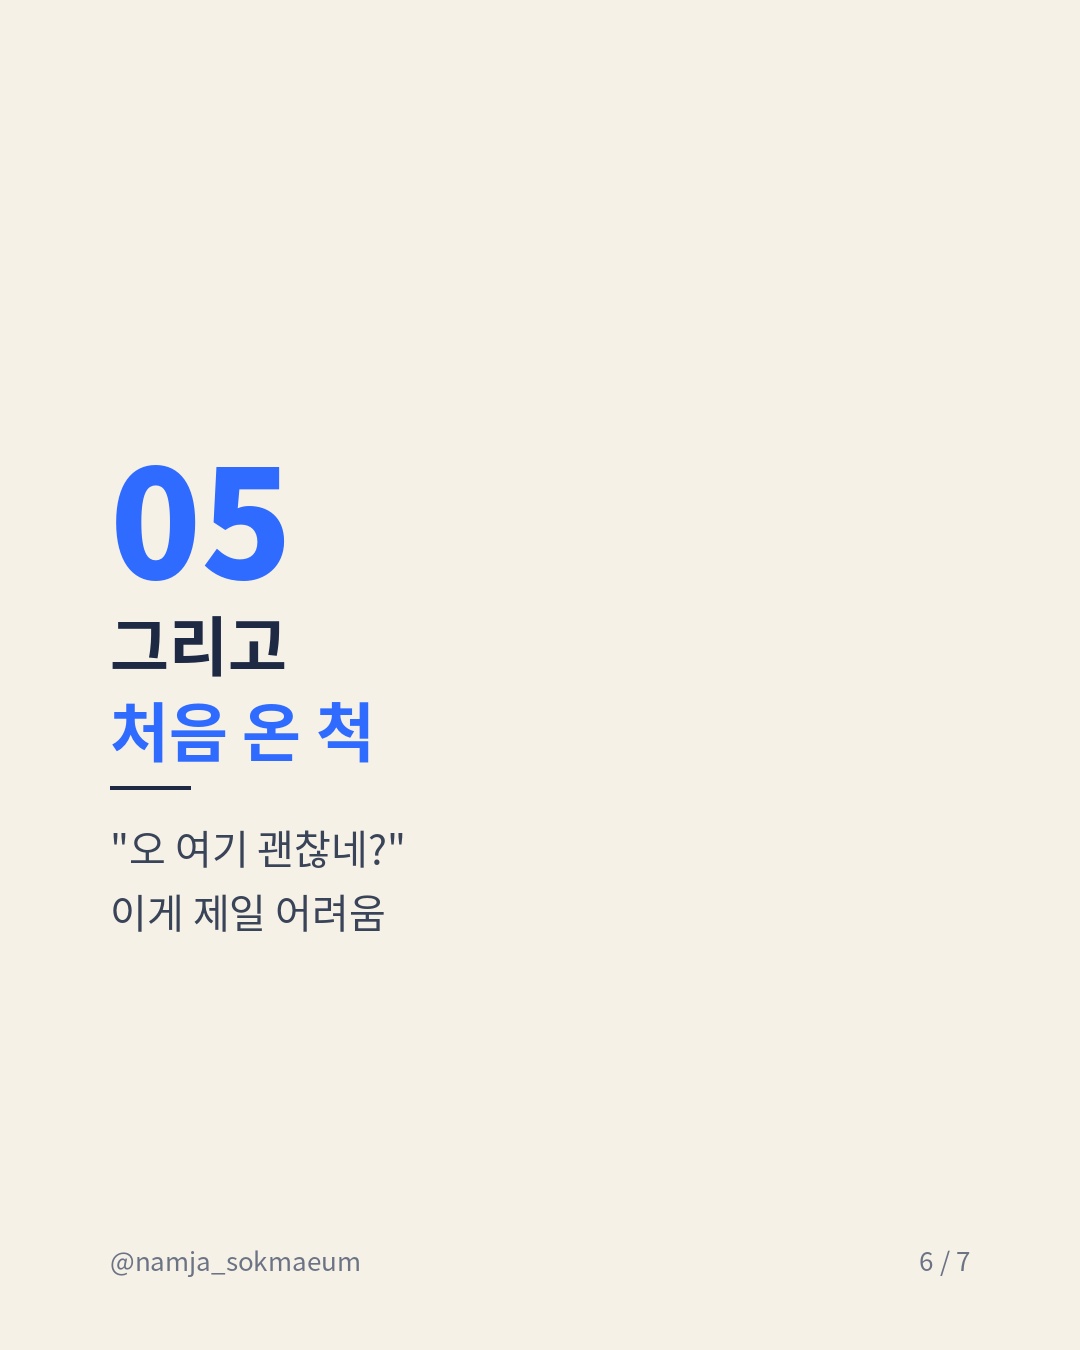 05
그리고
처음 온 척
"오 여기 괜찮네?"
이게 제일 어려움
@namja_sokmaeum
6 / 7